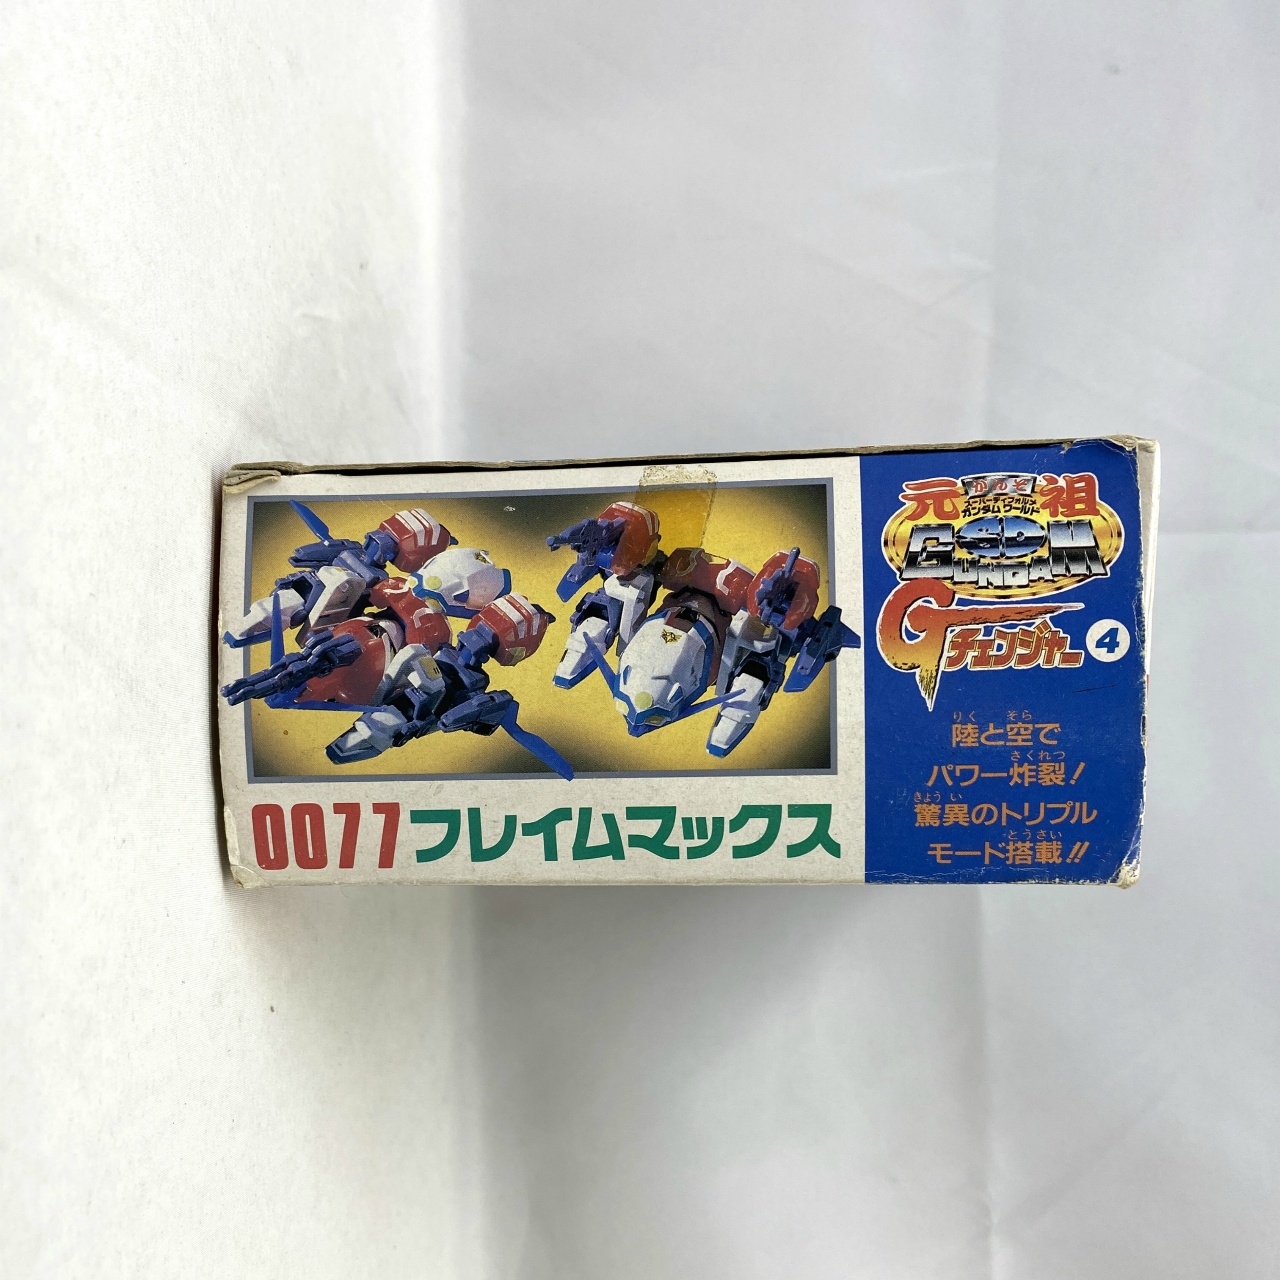 元祖
がんそ
スーパーディフォルメ
ガンダムワールド
SD
GUNDAM
Gチェンジャー 4
りく そら
陸と空で
さくれつ
パワー炸裂!
きょうい
驚異のトリプル
とうさい
モード搭載!!
0077フレイムマックス